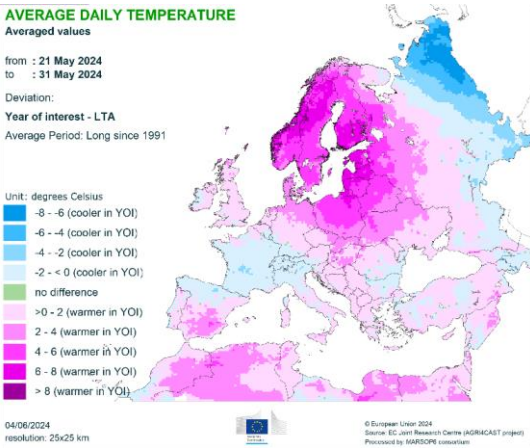 AVERAGE DAILY TEMPERATURE
Averaged values
from : 21 May 2024
to : 31 May 2024
Deviation:
Year of interest - LTA
Average Period: Long since 1991
Unit: degrees Celsius
-8 - -6 (cooler in YOI)
-6 - -4 (cooler in YOI)
-4 - -2 (cooler in YOI)
-2 - < 0 (cooler in YOI)
no difference
>0 - 2 (warmer in YOI)
2 - 4 (warmer in YOI)
4 - 6 (warmer in YOI)
6 - 8 (warmer in YOI)
> 8 (warmer in YOI)
04/06/2024
resolution: 25x25 km
© European Union 2024
Source: EC Joint Research Centre (AGRI4CAST project)
Processed by: MARSOP6 consortium